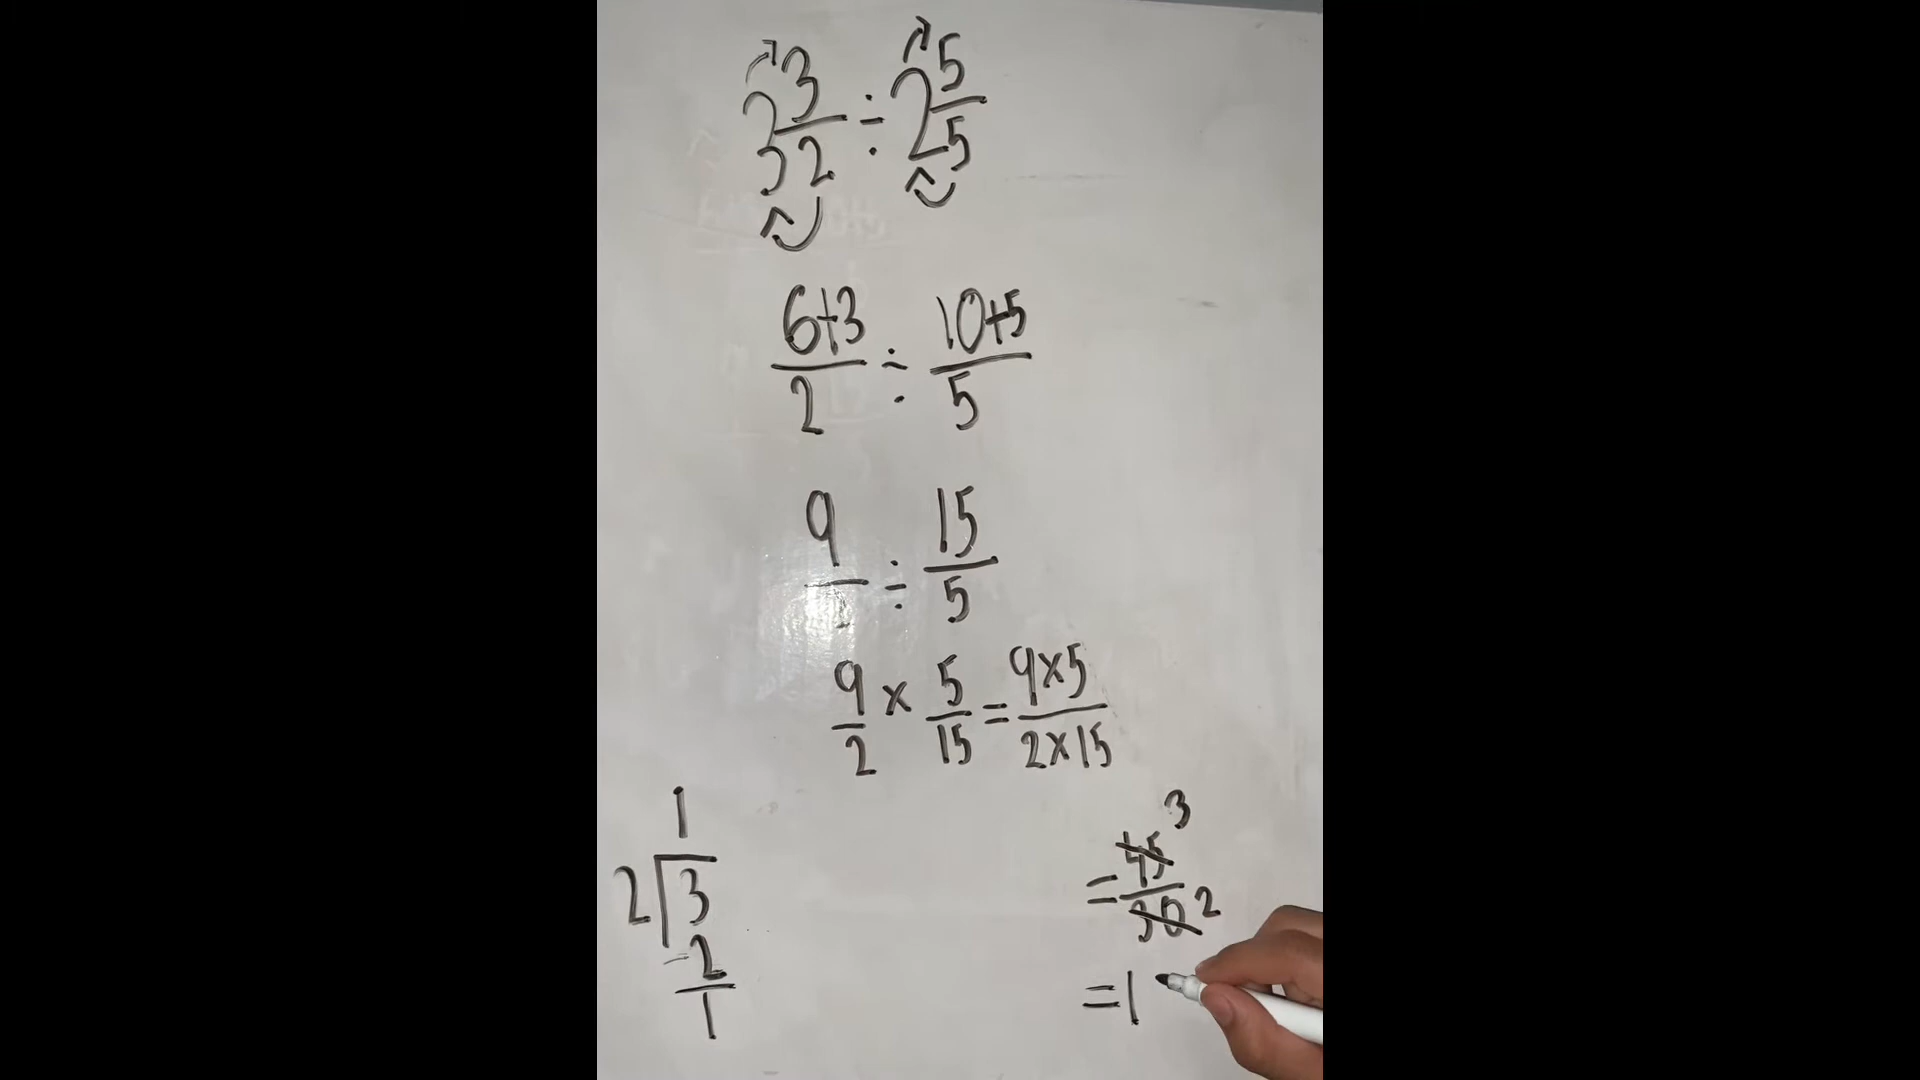 3 3/2 ÷ 2 5/5
6+3/2 ÷ 10+5/5
9/ ÷ 15/5
9/2 × 5/15 = 9×5/2×15
= 45/30 3 2
= 1
1
2 3
-2
1